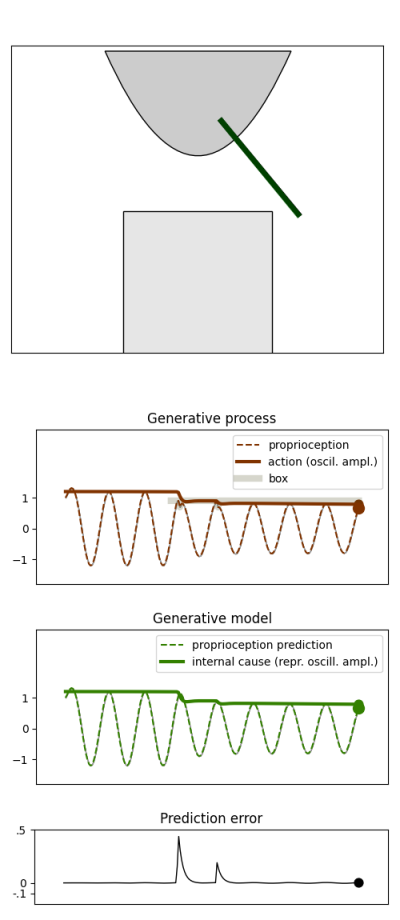 Generative process
proprioception
action (oscil. ampl.)
box
1
0
−1
Generative model
proprioception prediction
internal cause (repr. oscill. ampl.)
1
0
−1
Prediction error
.5
0
-.1